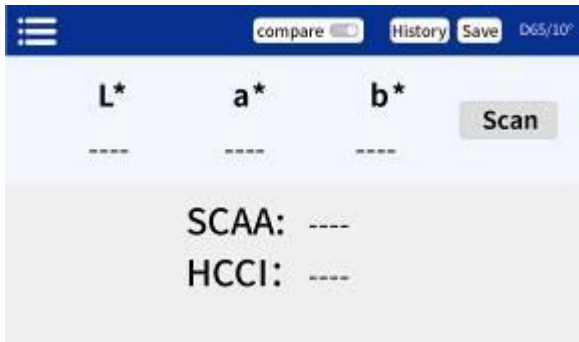 compare History Save D65/10°
L* a* b*
Scan
---- ---- ----
SCAA: ----
HCCI: ----